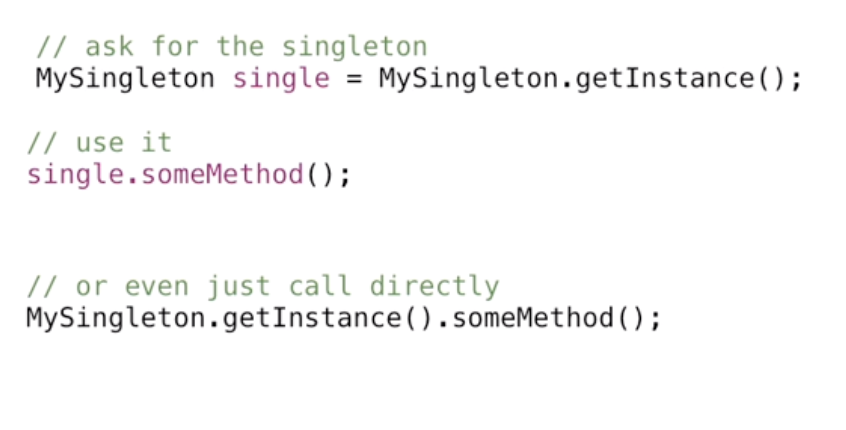 // ask for the singleton
MySingleton single = MySingleton.getInstance();
// use it
single.someMethod();
// or even just call directly
MySingleton.getInstance().someMethod();